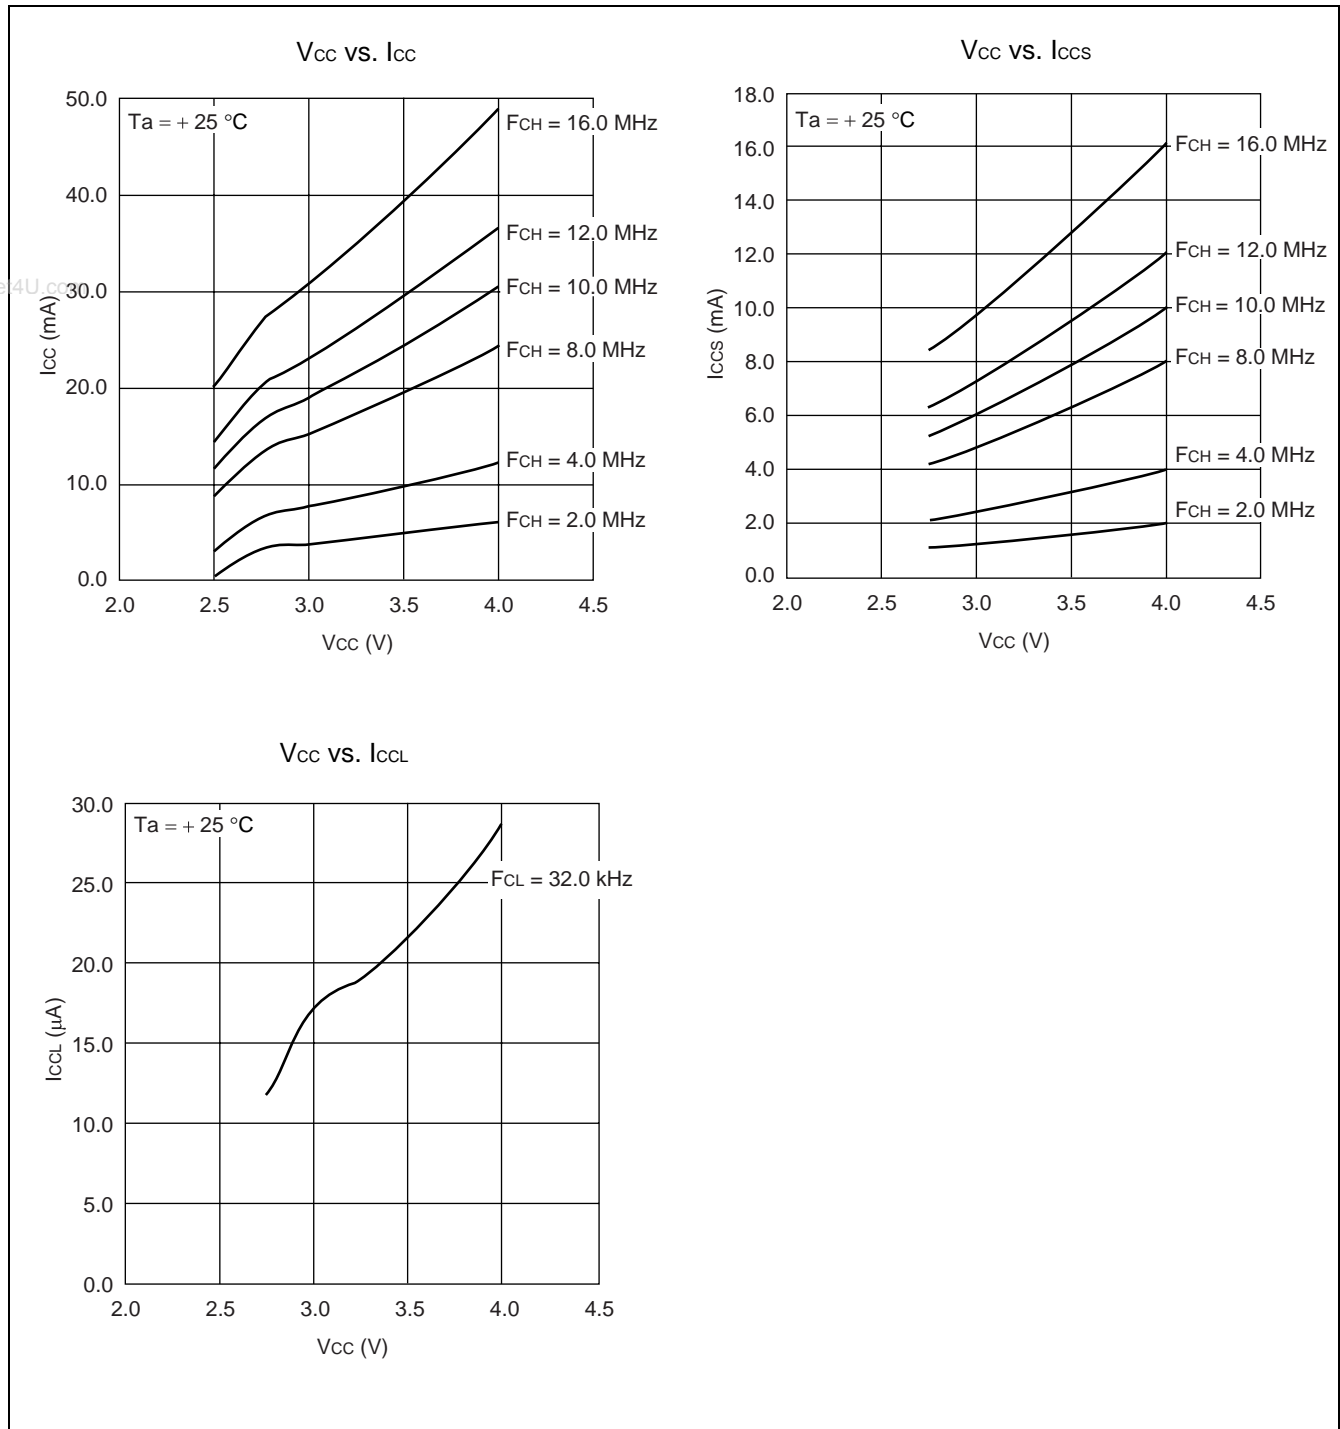 VCC vs. ICC
Ta = + 25 °C
50.0
40.0
30.0
20.0
10.0
0.0
ICC (mA)
FCH = 16.0 MHz
FCH = 12.0 MHz
FCH = 10.0 MHz
FCH = 8.0 MHz
FCH = 4.0 MHz
FCH = 2.0 MHz
2.0 2.5 3.0 3.5 4.0 4.5
VCC (V)
VCC vs. ICCS
Ta = + 25 °C
18.0
16.0
14.0
12.0
10.0
8.0
6.0
4.0
2.0
0.0
ICCS (mA)
FCH = 16.0 MHz
FCH = 12.0 MHz
FCH = 10.0 MHz
FCH = 8.0 MHz
FCH = 4.0 MHz
FCH = 2.0 MHz
2.0 2.5 3.0 3.5 4.0 4.5
VCC (V)
VCC vs. ICCL
Ta = + 25 °C
30.0
25.0
20.0
15.0
10.0
5.0
0.0
ICCL (µA)
FCL = 32.0 kHz
2.0 2.5 3.0 3.5 4.0 4.5
VCC (V)